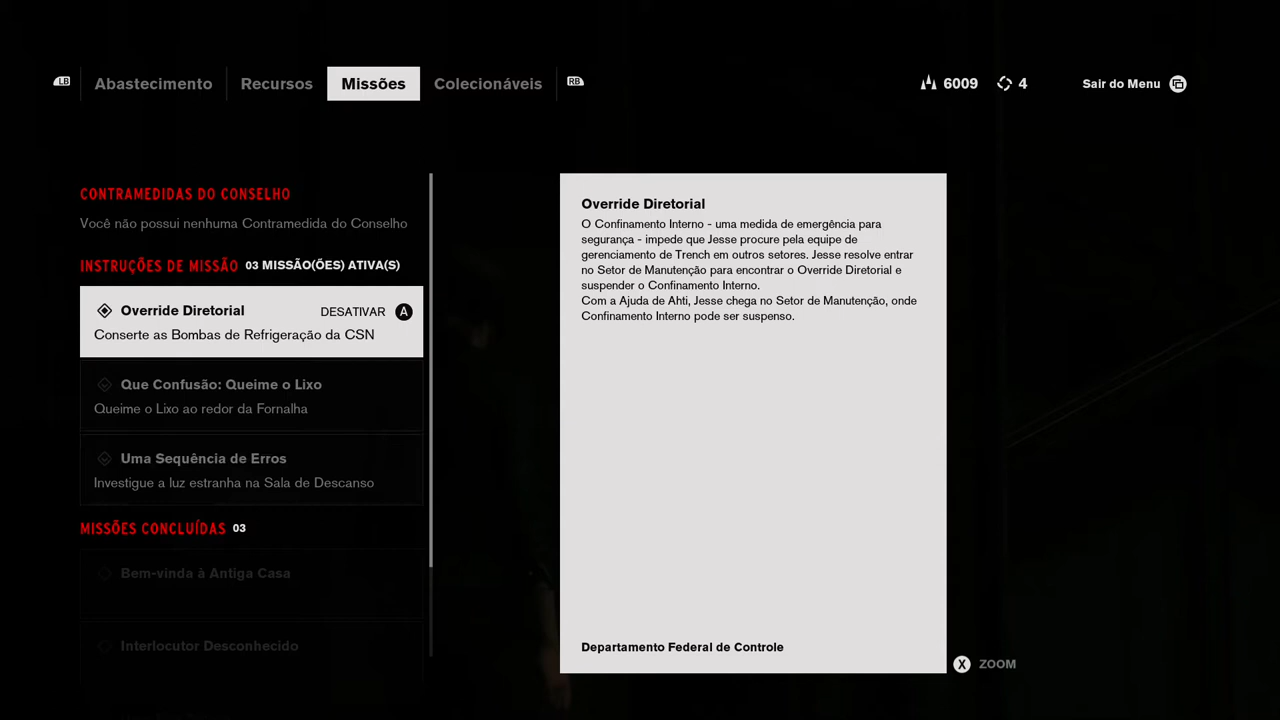 LB Abastecimento Recursos Missões Colecionáveis RB 6009 4 Sair do Menu
CONTRAMEDIDAS DO CONSELHO
Você não possui nenhuma Contramedida do Conselho
INSTRUÇÕES DE MISSÃO 03 MISSÃO(ÕES) ATIVA(S)
Override Diretorial DESATIVAR A
Conserte as Bombas de Refrigeração da CSN
Que Confusão: Queime o Lixo
Queime o Lixo ao redor da Fornalha
Uma Sequência de Erros
Investigue a luz estranha na Sala de Descanso
MISSÕES CONCLUÍDAS 03
Bem-vinda à Antiga Casa
Interlocutor Desconhecido
Override Diretorial
O Confinamento Interno - uma medida de emergência para
segurança - impede que Jesse procure pela equipe de
gerenciamento de Trench em outros setores. Jesse resolve entrar
no Setor de Manutenção para encontrar o Override Diretorial e
suspender o Confinamento Interno.
Com a Ajuda de Ahti, Jesse chega no Setor de Manutenção, onde
Confinamento Interno pode ser suspenso.
Departamento Federal de Controle
X ZOOM